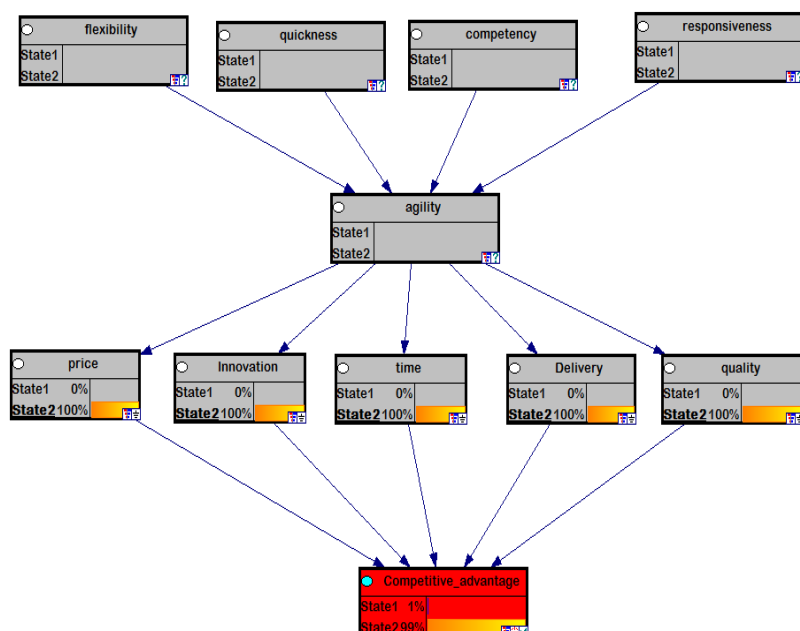 flexibility
State1
State2
quickness
State1
State2
competency
State1
State2
responsiveness
State1
State2
agility
State1
State2
price
State1 0%
State2 100%
Innovation
State1 0%
State2 100%
time
State1 0%
State2 100%
Delivery
State1 0%
State2 100%
quality
State1 0%
State2 100%
Competitive_advantage
State1 1%
State2 99%